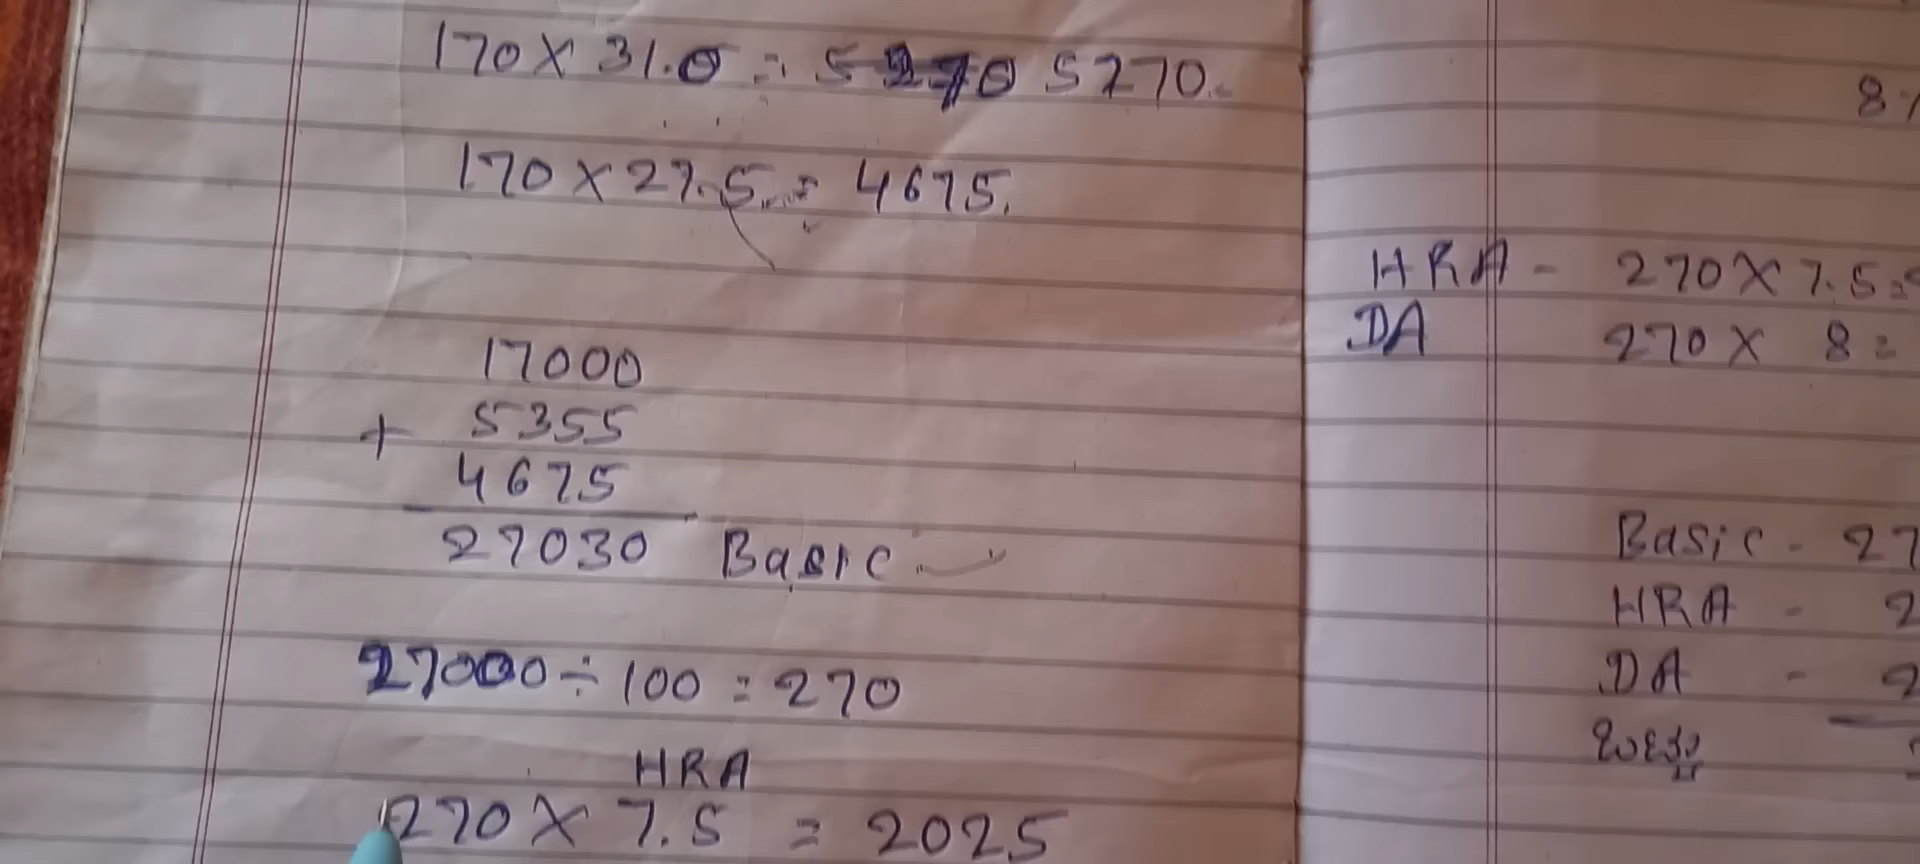 170 X 31.0 = 5270 5270.
170 X 27.5 = 4675.
17000
+ 5355
4675
27030 Basic
27000 ÷ 100 = 270
HRA
270 X 7.5 = 2025
8%
HRA - 270 X 7.5 =
DA 270 X 8 =
Basic - 27
HRA - 2
DA - 2